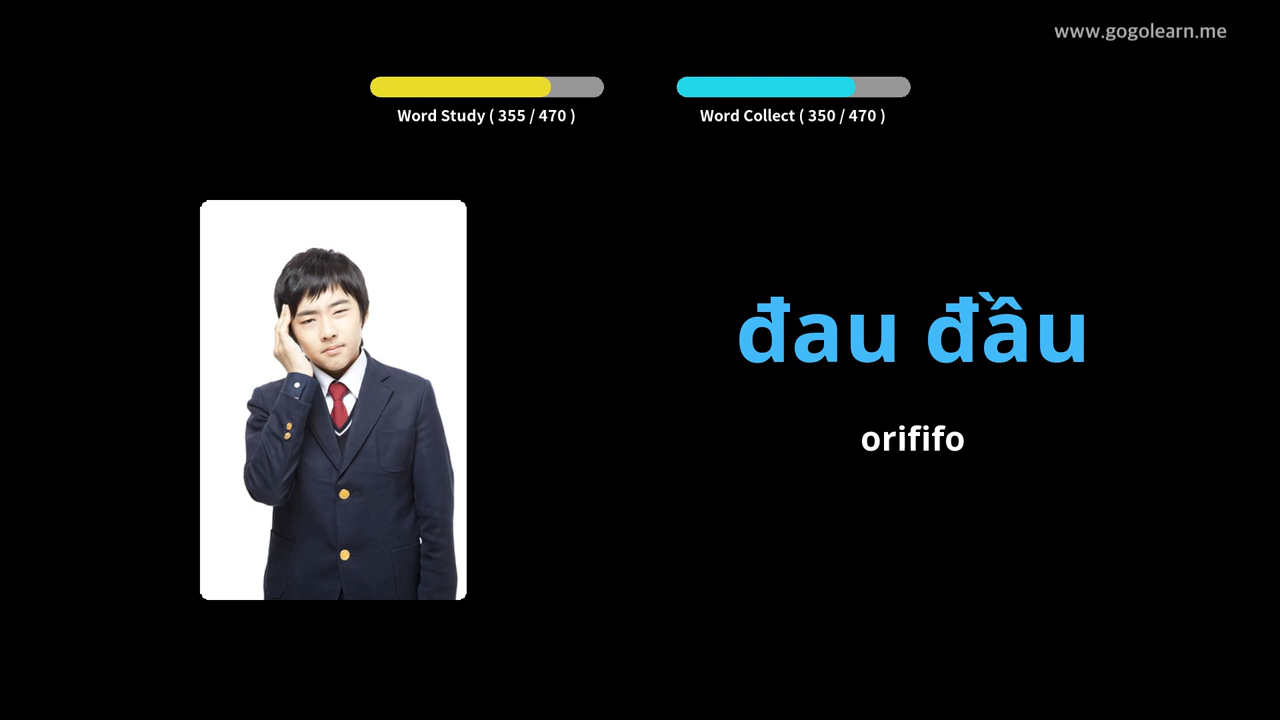 www.gogolearn.me
Word Study ( 355 / 470 )
Word Collect ( 350 / 470 )
đau đầu
orififo